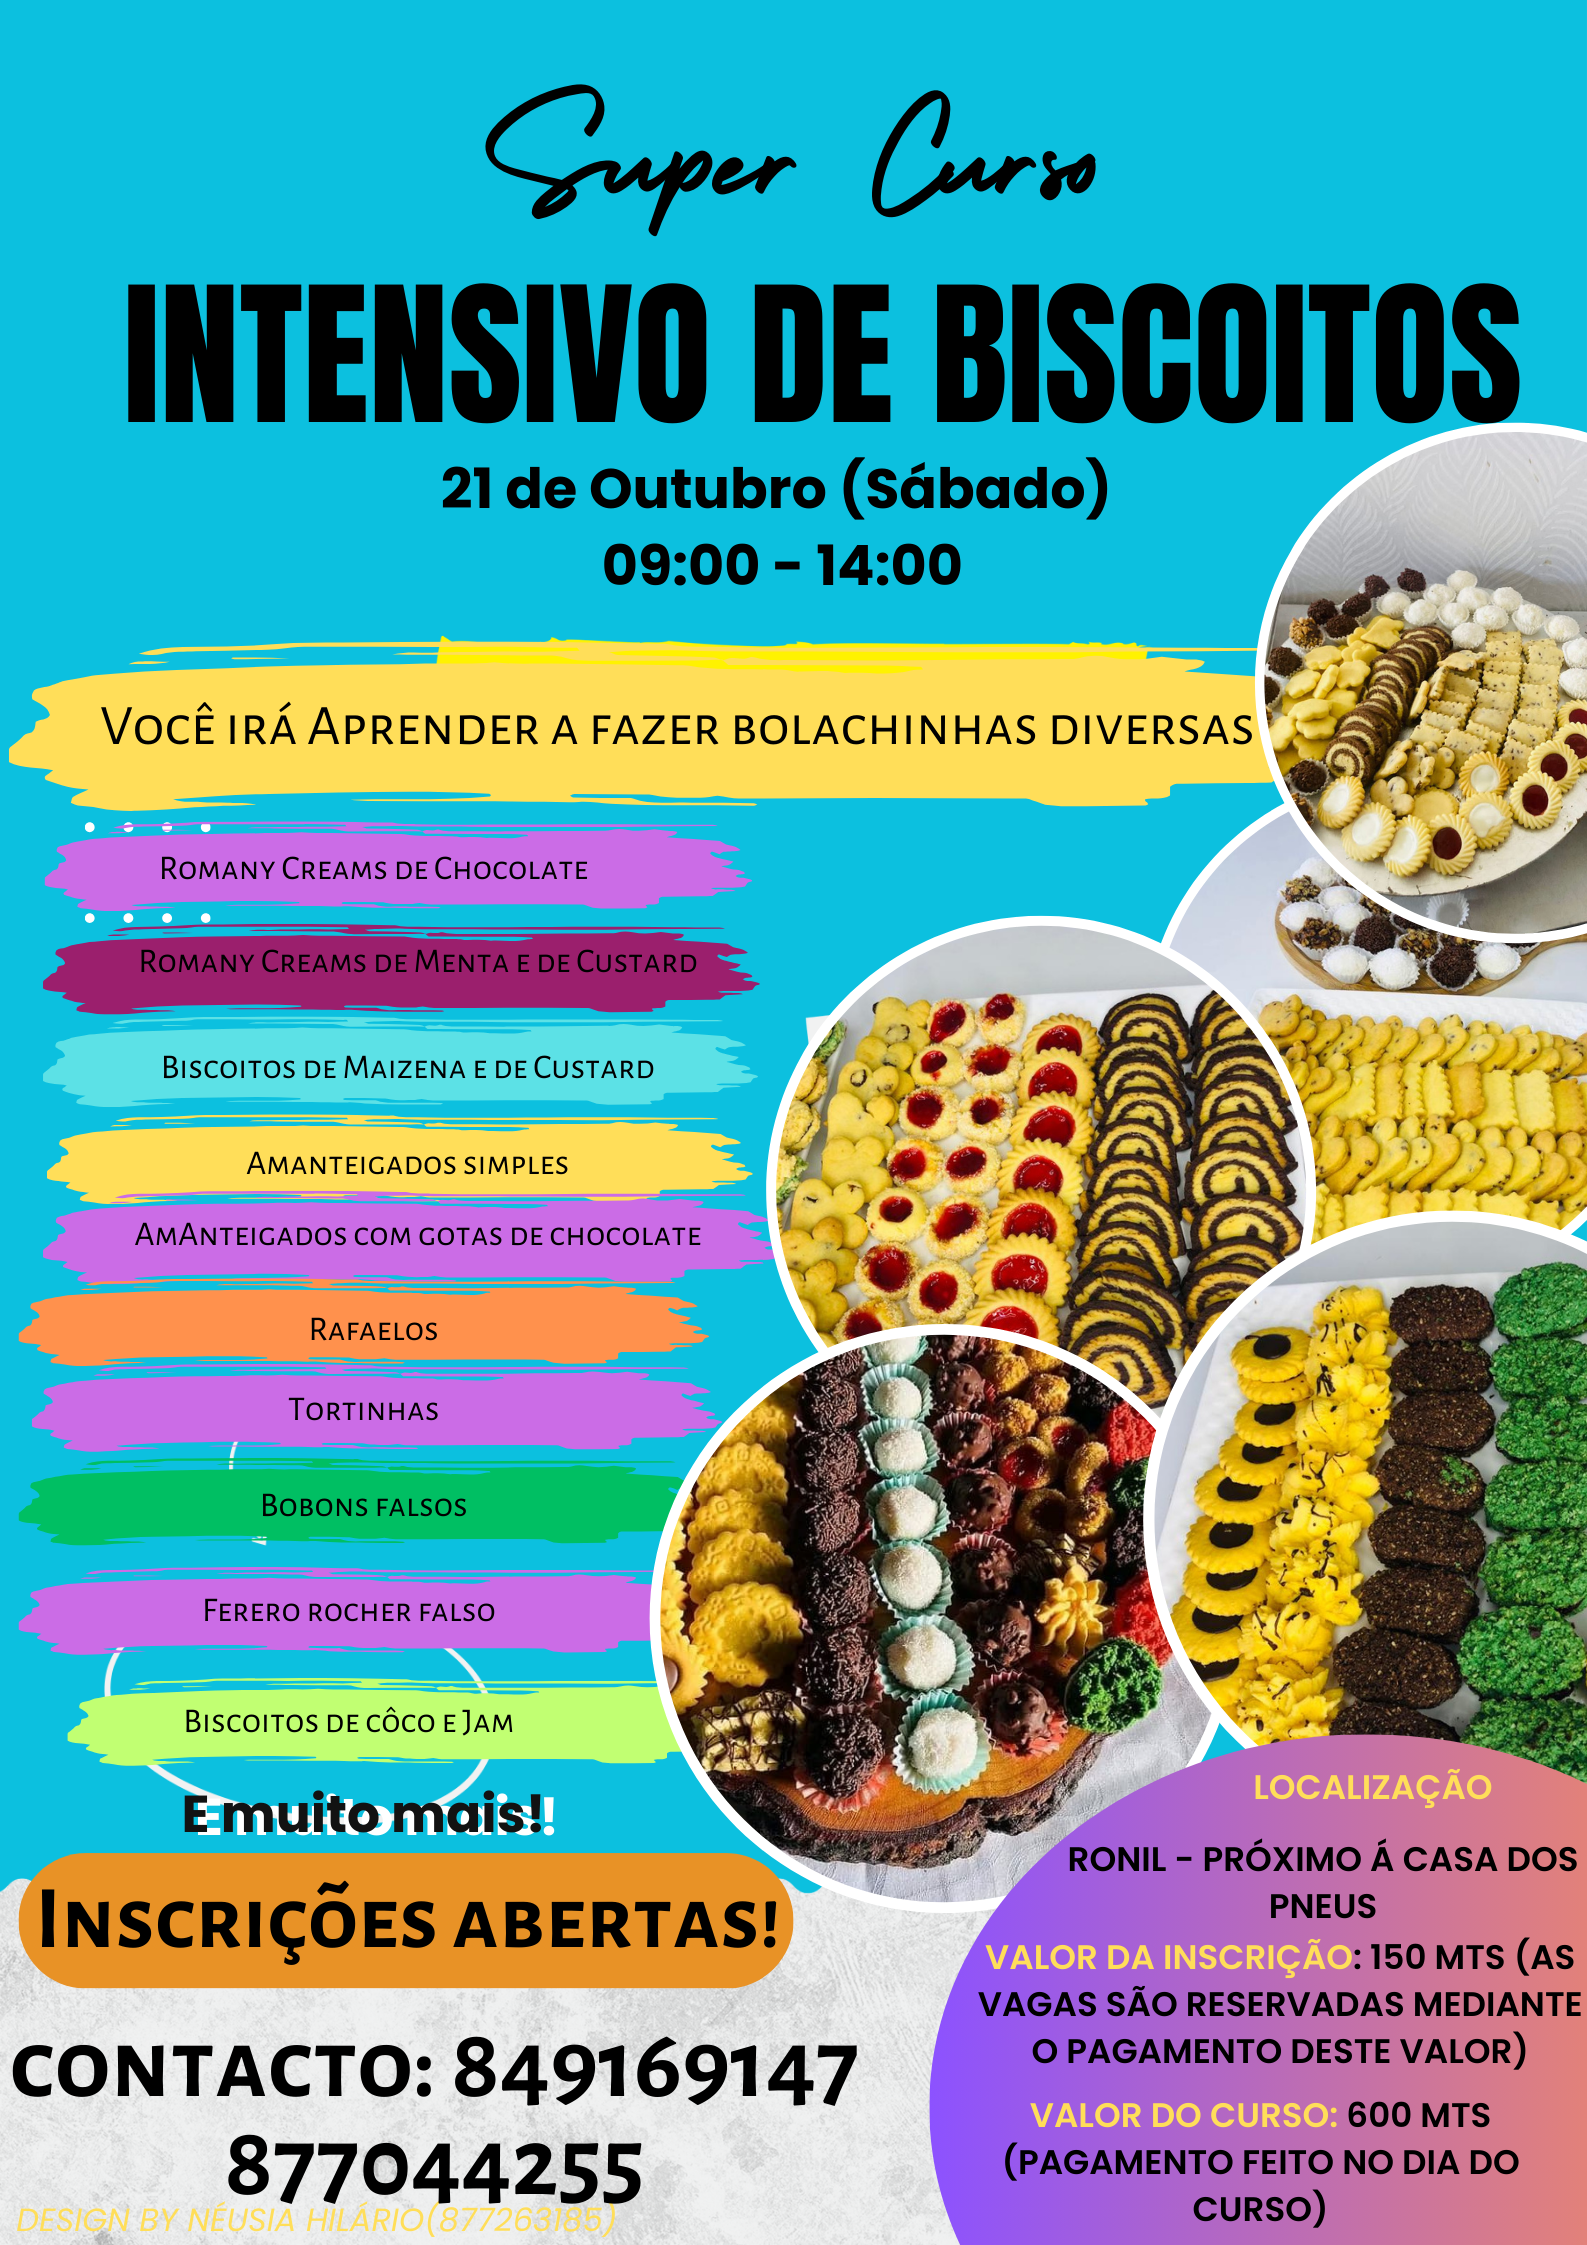 Super Curso
INTENSIVO DE BISCOITOS
21 de Outubro (Sábado)
09:00 - 14:00
Você irá Aprender a fazer bolachinhas diversas
Romany Creams de Chocolate
Romany Creams de Menta e de Custard
Biscoitos de Maizena e de Custard
Amanteigados simples
AmAnteigados com gotas de chocolate
Rafaelos
Tortinhas
Bobons falsos
Ferero rocher falso
Biscoitos de côco e Jam
E muito mais!
Inscrições abertas!
CONTACTO: 849169147
877044255
DESIGN BY NÉUSIA HILÁRIO(877263185)
LOCALIZAÇÃO
RONIL - PRÓXIMO Á CASA DOS
PNEUS
VALOR DA INSCRIÇÃO: 150 MTS (AS
VAGAS SÃO RESERVADAS MEDIANTE
O PAGAMENTO DESTE VALOR)
VALOR DO CURSO: 600 MTS
(PAGAMENTO FEITO NO DIA DO
CURSO)